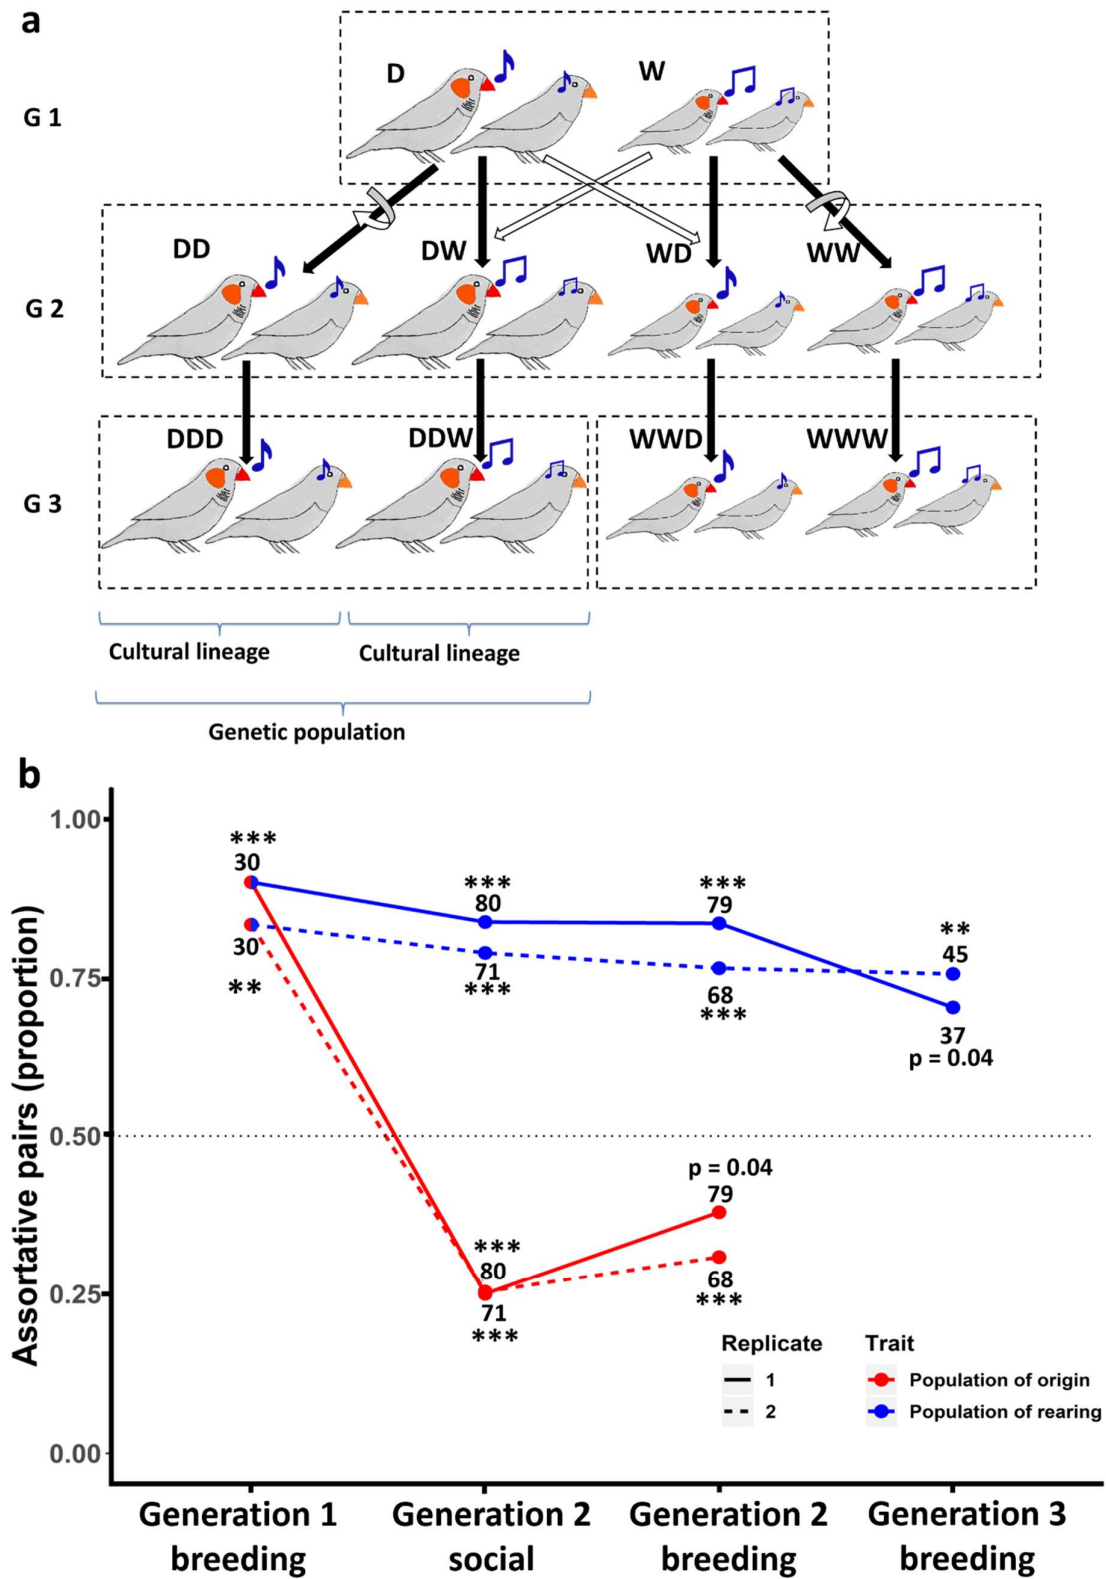 a
D
W
G 1
DD
DW
WD
WW
G 2
DDD
DDW
WWD
WWW
G 3
Cultural lineage
Cultural lineage
Genetic population
b
Assortative pairs (proportion)
1.00
0.75
0.50
0.25
0.00
***
30
30
**
***
80
71
***
***
79
68
***
**
45
37
p = 0.04
***
80
71
***
p = 0.04
79
68
***
Replicate
1
2
Trait
Population of origin
Population of rearing
Generation 1
breeding
Generation 2
social
Generation 2
breeding
Generation 3
breeding